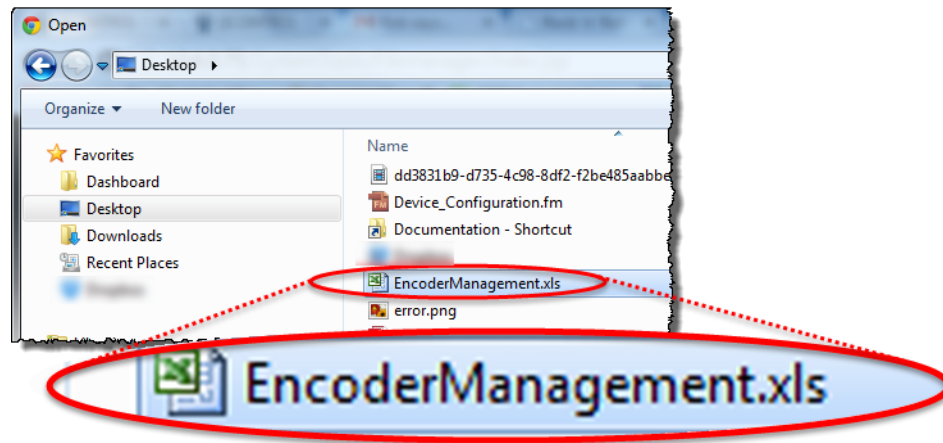 Open
Desktop
Organize
New folder
Favorites
Dashboard
Desktop
Downloads
Recent Places
Name
dd3831b9-d735-4c98-8df2-f2be485aabbe
Device_Configuration.fm
Documentation - Shortcut
EncoderManagement.xls
error.png
EncoderManagement.xls